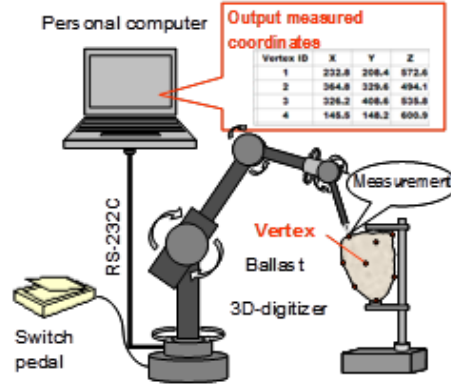 Personal computer
Output measured
coordinates
Vertex ID X Y Z
1 232.8 208.4 572.6
2 364.8 329.6 494.1
3 326.2 408.6 535.8
4 145.5 148.2 600.9
Measurement
RS-232C
Vertex
Ballast
3D-digitizer
Switch
pedal